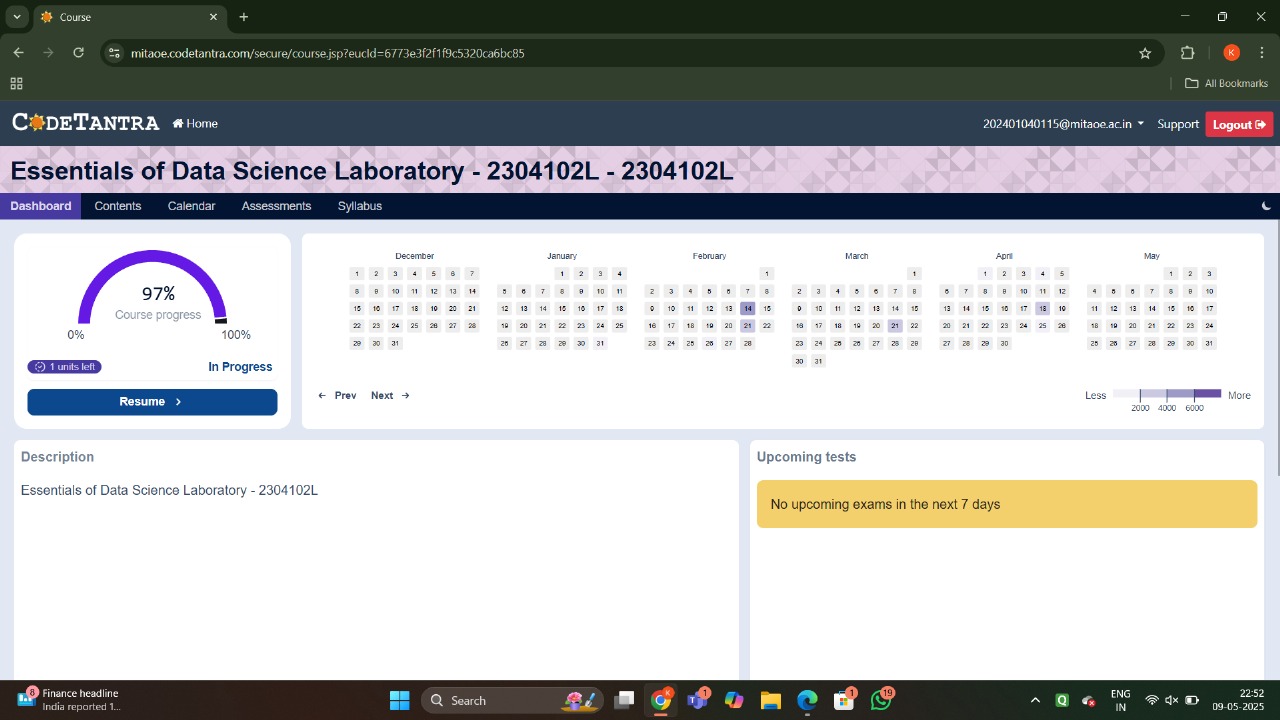 Course
mitaoe.codetantra.com/secure/course.jsp?eucId=6773e3f2f1f9c5320ca6bc85
K
All Bookmarks
CODETANTRA
Home
202401040115@mitaoe.ac.in
Support
Logout
Essentials of Data Science Laboratory - 2304102L - 2304102L
Dashboard
Contents
Calendar
Assessments
Syllabus
97%
Course progress
0%
100%
1 units left
In Progress
Resume
December January February March April May
1 2 3 4 5 6 7 1 2 3 4 1 1 1 2 3 4 5 1 2 3
8 9 10 11 12 13 14 5 6 7 8 9 10 11 2 3 4 5 6 7 8 2 3 4 5 6 7 8 6 7 8 9 10 11 12 4 5 6 7 8 9 10
15 16 17 18 19 20 21 12 13 14 15 16 17 18 9 10 11 12 13 14 15 9 10 11 12 13 14 15 13 14 15 16 17 18 19 11 12 13 14 15 16 17
22 23 24 25 26 27 28 19 20 21 22 23 24 25 16 17 18 19 20 21 22 16 17 18 19 20 21 22 20 21 22 23 24 25 26 18 19 20 21 22 23 24
29 30 31 26 27 28 29 30 31 23 24 25 26 27 28 23 24 25 26 27 28 29 27 28 29 30 25 26 27 28 29 30 31
30 31
Prev Next
Less More
2000 4000 6000
Description
Essentials of Data Science Laboratory - 2304102L
Upcoming tests
No upcoming exams in the next 7 days
8
Finance headline
India reported 1...
Search
K
1
1
19
Q
ENG
IN
22:52
09-05-2025